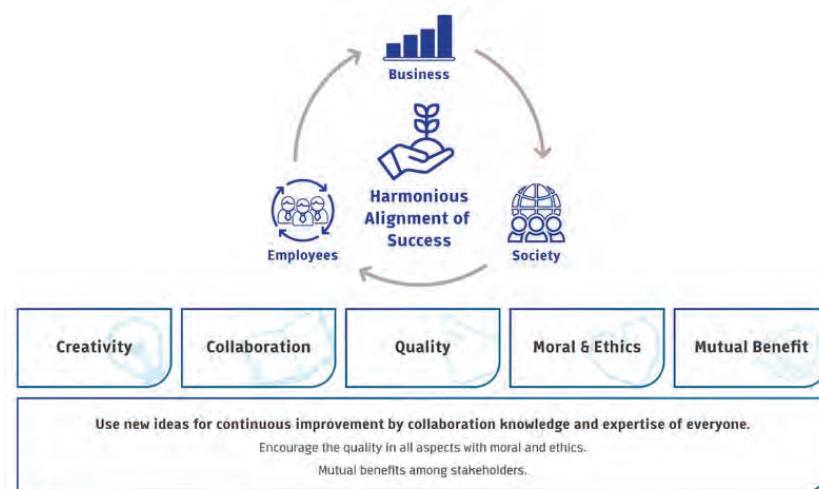 Business
Harmonious
Alignment of
Success
Employees
Society
Creativity
Collaboration
Quality
Moral & Ethics
Mutual Benefit
Use new ideas for continuous improvement by collaboration knowledge and expertise of everyone.
Encourage the quality in all aspects with moral and ethics.
Mutual benefits among stakeholders.